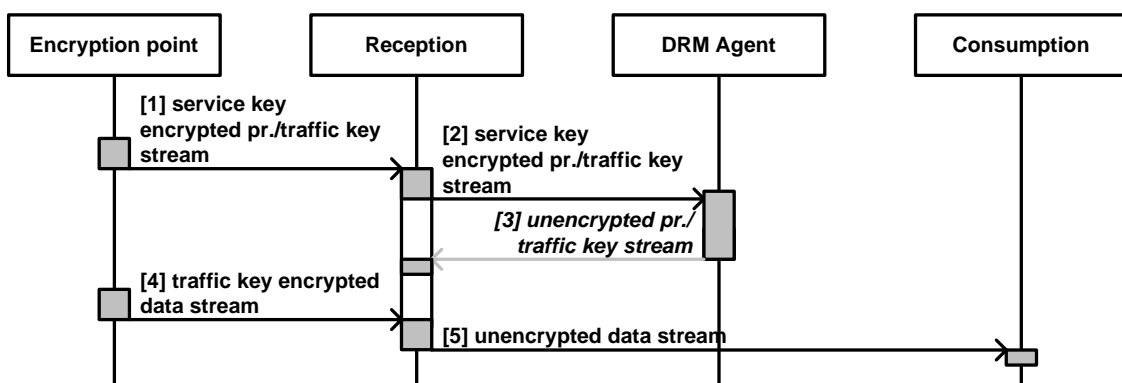 Encryption point
Reception
DRM Agent
Consumption
[1] service key
encrypted pr./traffic key
stream
[2] service key
encrypted pr./traffic key
stream
[3] unencrypted pr./
traffic key stream
[4] traffic key encrypted
data stream
[5] unencrypted data stream